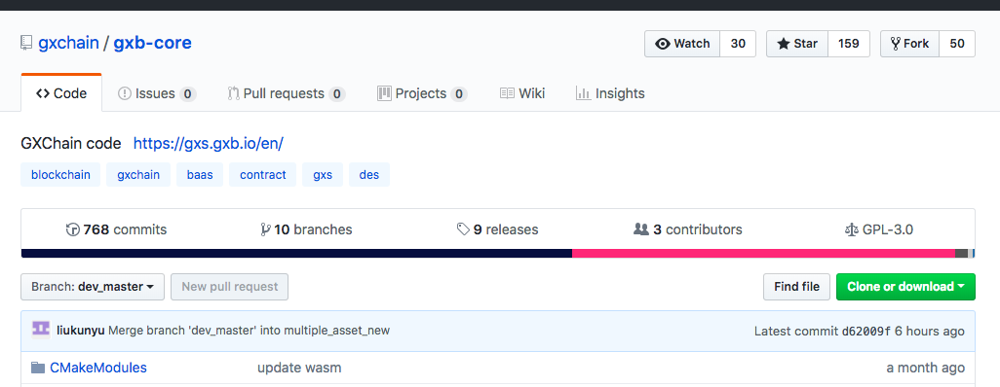 gxchain / gxb-core Watch 30 Star 159 Fork 50
Code Issues 0 Pull requests 0 Projects 0 Wiki Insights
GXChain code https://gxs.gxb.io/en/
blockchain gxchain baas contract gxs des
768 commits 10 branches 9 releases 3 contributors GPL-3.0
Branch: dev_master New pull request Find file Clone or download
liukunyu Merge branch 'dev_master' into multiple_asset_new Latest commit d62009f 6 hours ago
CMakeModules update wasm a month ago